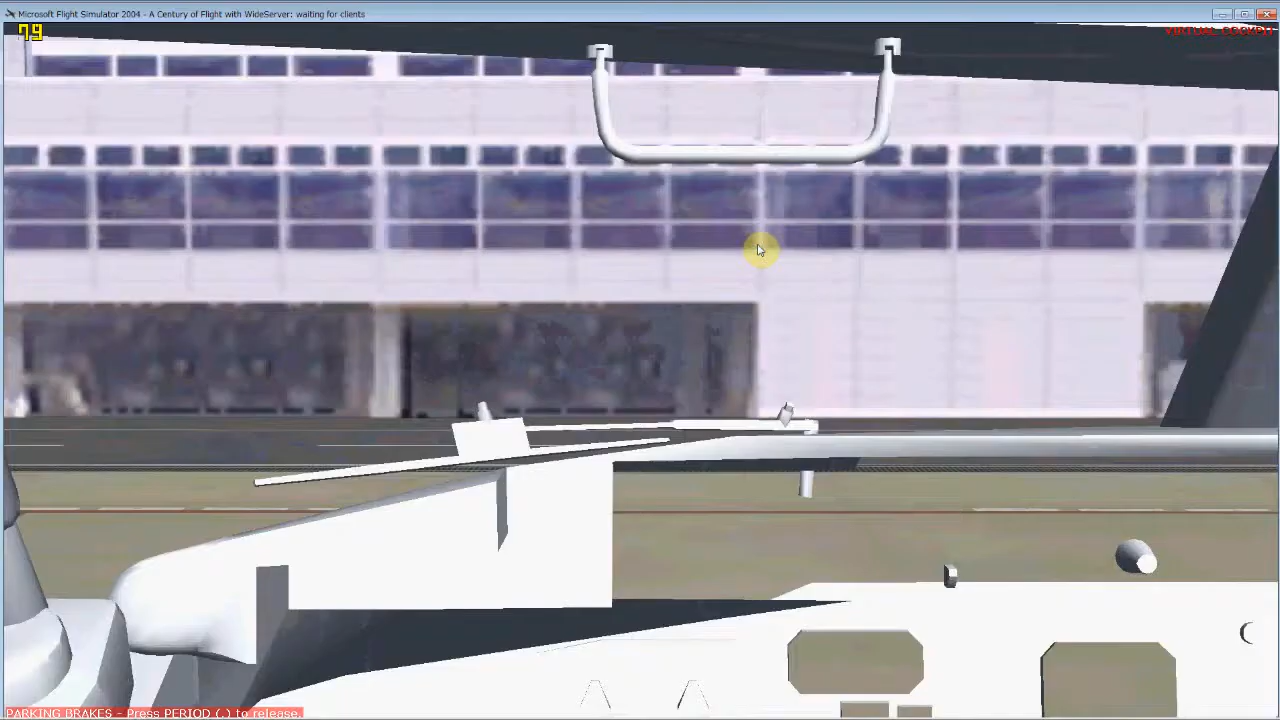 Microsoft Flight Simulator 2004 - A Century of Flight with WideServer: waiting for clients
79
VIRTUAL COCKPIT
PARKING BRAKES - Press PERIOD (.) to release.